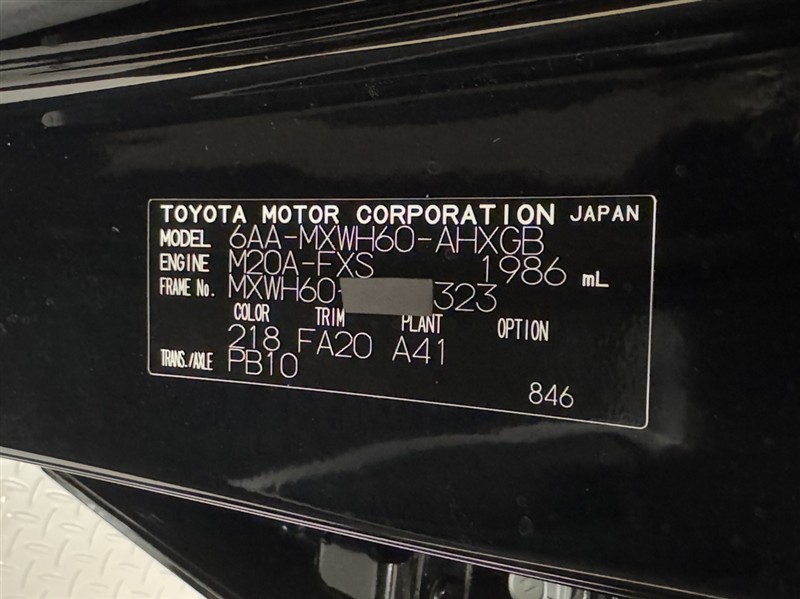 TOYOTA MOTOR CORPORATION JAPAN
MODEL 6AA-MXWH60-AHXGB
ENGINE M20A-FXS 1986 mL
FRAME No. MXWH60- 323
COLOR TRIM PLANT OPTION
218 FA20 A41
TRANS./AXLE PB10
846